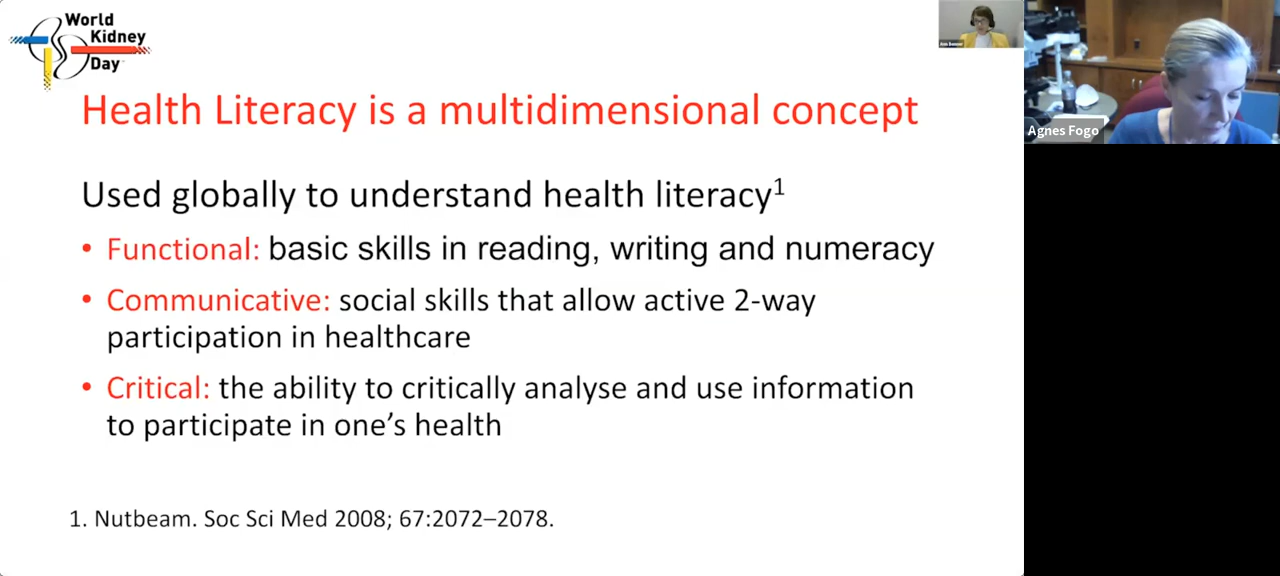 World
Kidney
Day
Health Literacy is a multidimensional concept
Used globally to understand health literacy1
• Functional: basic skills in reading, writing and numeracy
• Communicative: social skills that allow active 2-way
participation in healthcare
• Critical: the ability to critically analyse and use information
to participate in one’s health
1. Nutbeam. Soc Sci Med 2008; 67:2072–2078.
Agnes Fogo